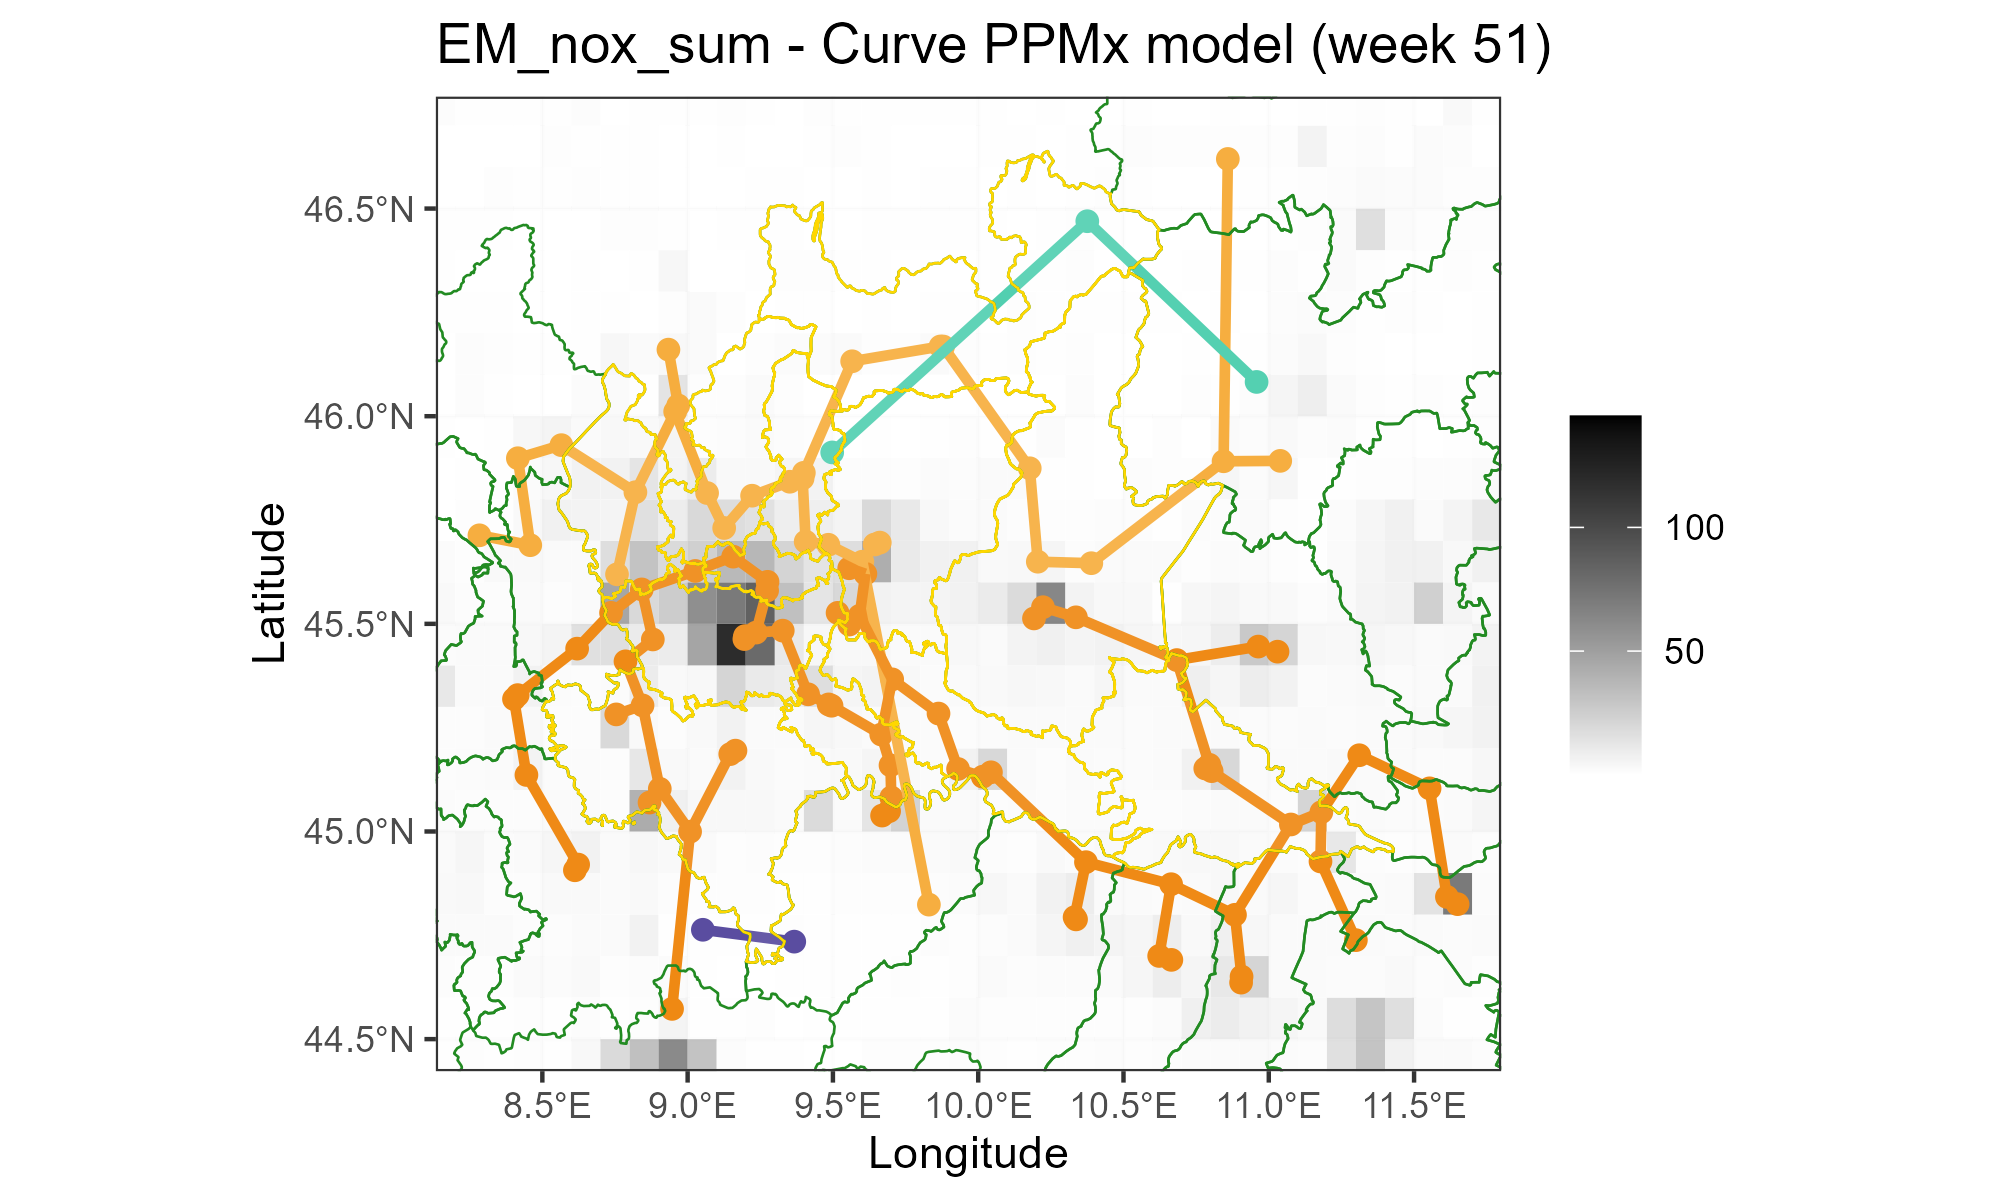 EM_nox_sum - Curve PPMx model (week 51)
46.5°N
46.0°N
45.5°N
45.0°N
44.5°N
Latitude
100
50
8.5°E
9.0°E
9.5°E
10.0°E
10.5°E
11.0°E
11.5°E
Longitude